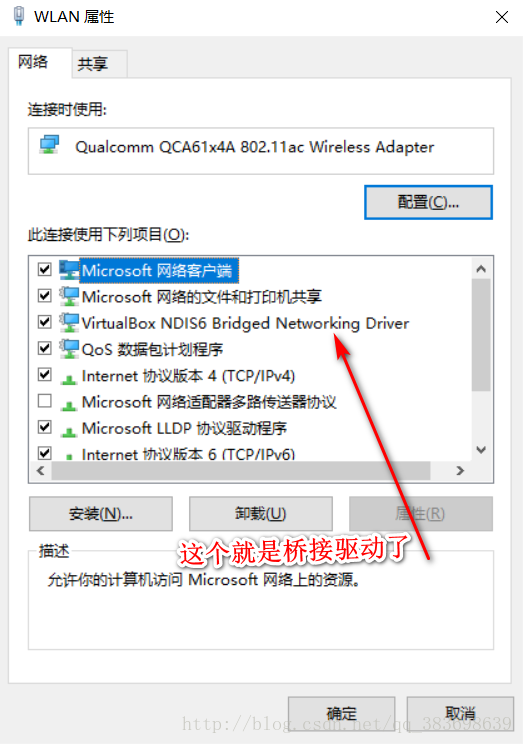 WLAN 属性
网络
共享
连接时使用:
Qualcomm QCA61x4A 802.11ac Wireless Adapter
配置(C)...
此连接使用下列项目(O):
Microsoft 网络客户端
Microsoft 网络的文件和打印机共享
VirtualBox NDIS6 Bridged Networking Driver
QoS 数据包计划程序
Internet 协议版本 4 (TCP/IPv4)
Microsoft 网络适配器多路传送器协议
Microsoft LLDP 协议驱动程序
Internet 协议版本 6 (TCP/IPv6)
安装(N)...
卸载(U)
属性(R)
这个就是桥接驱动了
描述
允许你的计算机访问 Microsoft 网络上的资源。
确定
取消
http://blog.csdn.net/qq_383698639